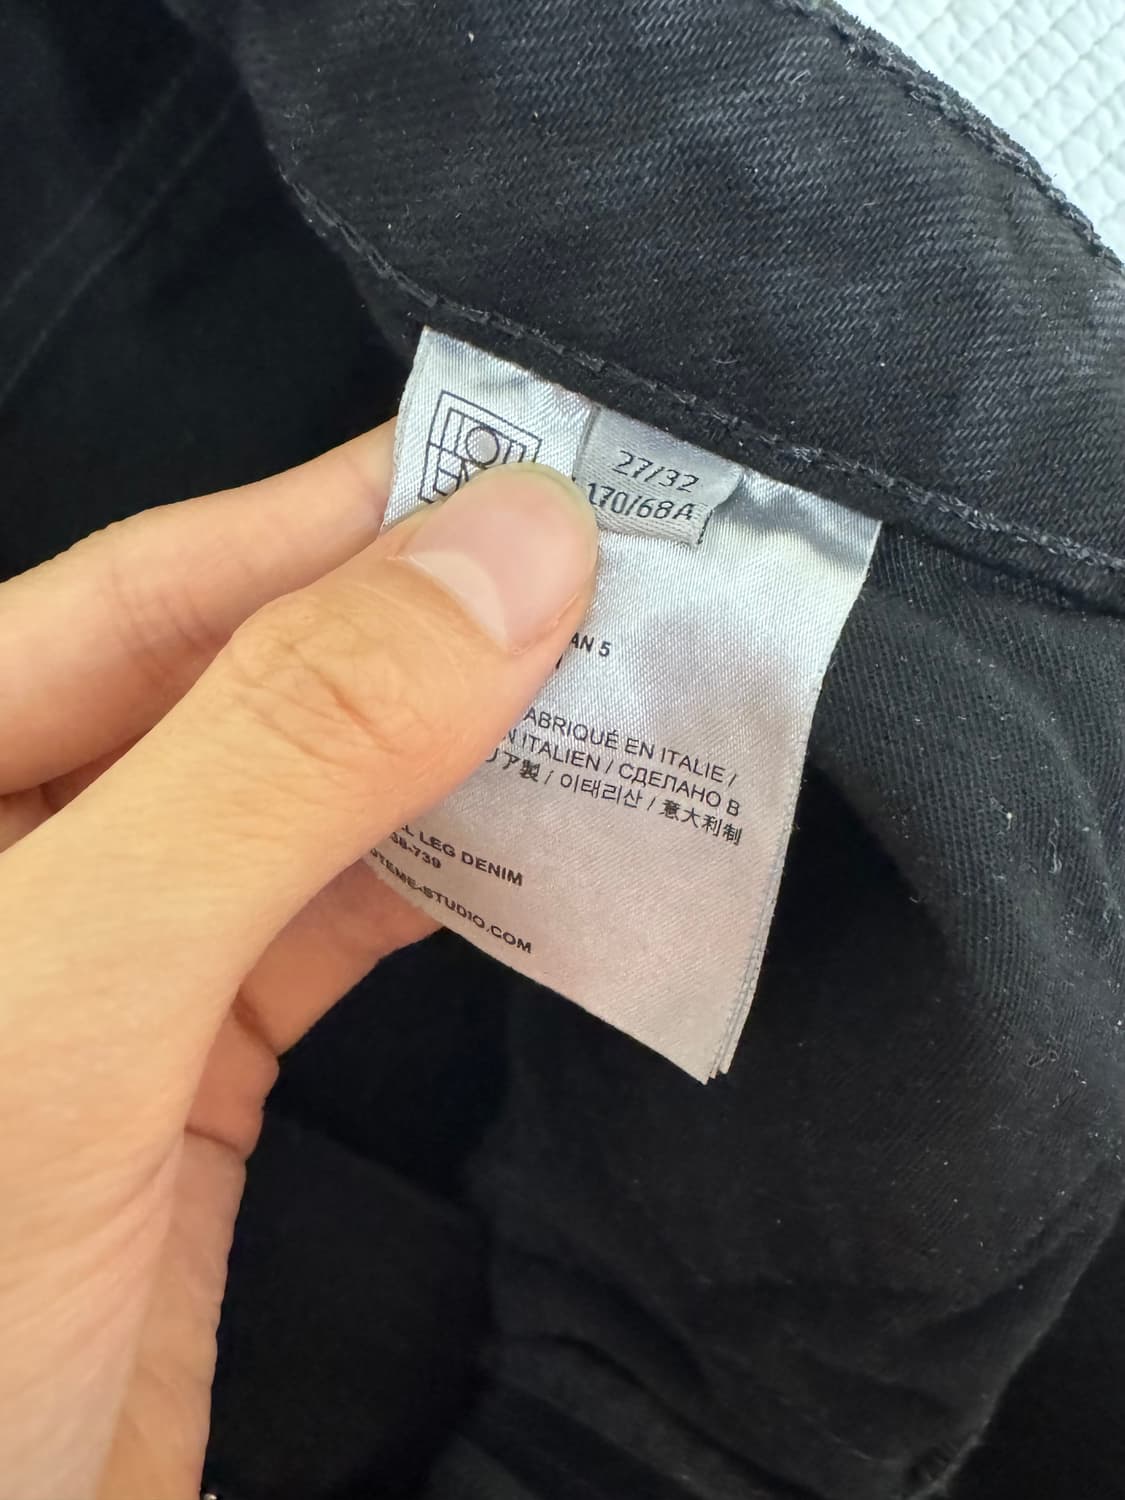 27/32
170/68A
AN 5
ABRIQUÉ EN ITALIE /
N ITALIEN / СДЕЛАНО В
リア製 / 이태리산 / 意大利制
L LEG DENIM
38-739
TEME-STUDIO.COM